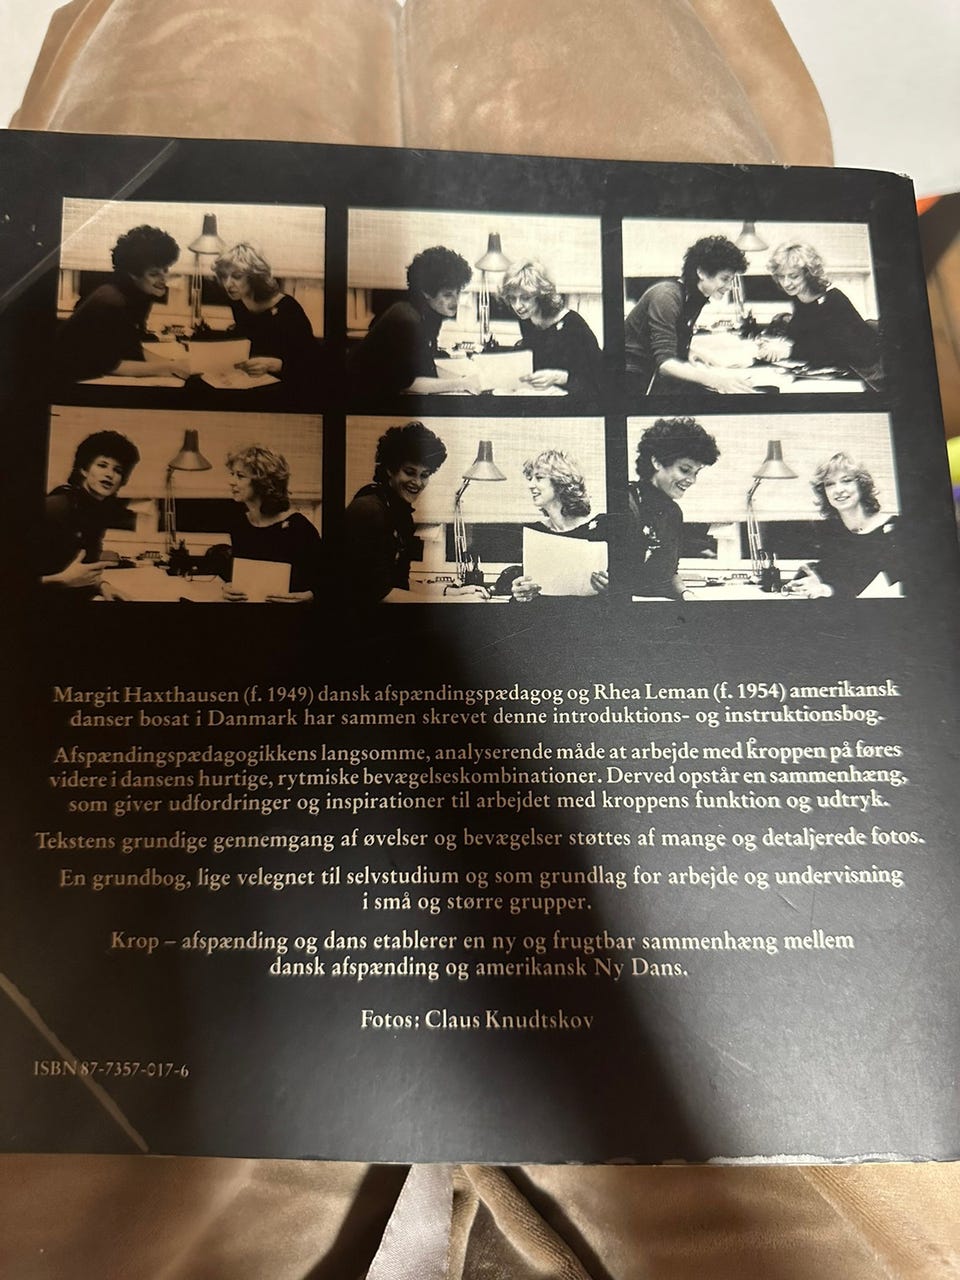 Margit Haxthausen (f. 1949) dansk afspændingspædagog og Rhea Leman (f. 1954) amerikansk
danser bosat i Danmark har sammen skrevet denne introduktions- og instruktionsbog.
Afspændingspædagogikkens langsomme, analyserende måde at arbejde med kroppen på føres
videre i dansens hurtige, rytmiske bevægelseskombinationer. Derved opstår en sammenhæng,
som giver udfordringer og inspirationer til arbejdet med kroppens funktion og udtryk.
Tekstens grundige gennemgang af øvelser og bevægelser støttes af mange og detaljerede fotos.
En grundbog, lige velegnet til selvstudium og som grundlag for arbejde og undervisning
i små og større grupper.
Krop – afspænding og dans etablerer en ny og frugtbar sammenhæng mellem
dansk afspænding og amerikansk Ny Dans.
Fotos: Claus Knudtskov
ISBN 87-7357-017-6